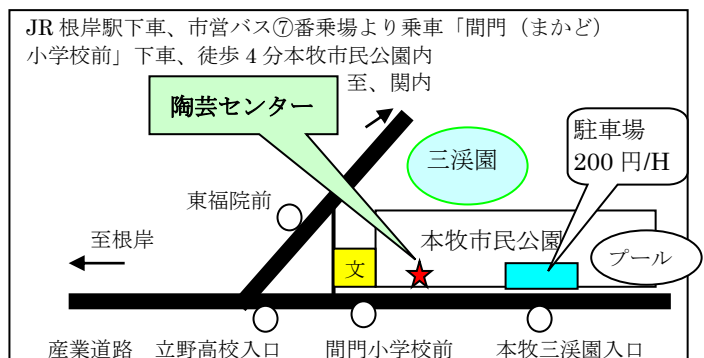 JR 根岸駅下車、市営バス⑦番乗場より乗車「間門（まかど）
小学校前」下車、徒歩 4 分本牧市民公園内
至、関内
陶芸センター
駐車場
200 円/H
三渓園
東福院前
本牧市民公園
至根岸
プール
文
産業道路 立野高校入口 間門小学校前 本牧三渓園入口